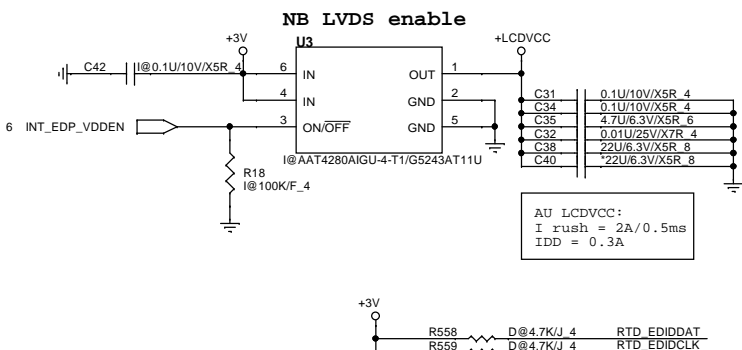 NB LVDS enable
+3V
U3
+LCDVCC
C42
I@0.1U/10V/X5R_4
6
IN
OUT
1
4
IN
GND
2
6 INT_EDP_VDDEN
3
ON/OFF
GND
5
I@AAT4280AIGU-4-T1/G5243AT11U
R18
I@100K/F_4
C31 0.1U/10V/X5R_4
C34 0.1U/10V/X5R_4
C35 4.7U/6.3V/X5R_6
C32 0.01U/25V/X7R_4
C38 22U/6.3V/X5R_8
C40 *22U/6.3V/X5R_8
AU LCDVCC:
I rush = 2A/0.5ms
IDD = 0.3A
+3V
R558 D@4.7K/J_4 RTD_EDIDDAT
R559 D@4.7K/J_4 RTD_EDIDCLK